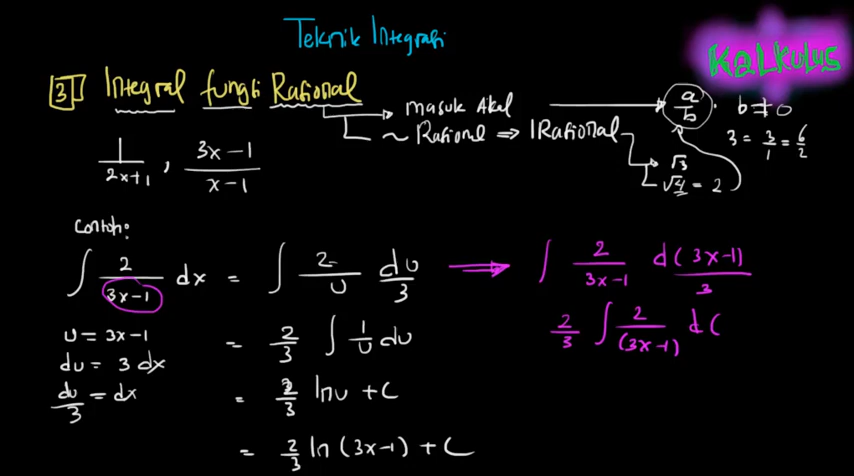 Teknik Integrasi
KALKULUS
[3] Integral fungsi Rasional
→ masuk Akal → a/b , b ≠ 0
~ Rasional ⇒ IRasional
3 = 3/1 = 6/2
√3
√4 = 2
1/(2x+1) , (3x-1)/(x-1)
Contoh:
∫ 2/(3x-1) dx = ∫ 2/U du/3 → ∫ 2/(3x-1) d(3x-1)/3
U = 3x-1 = 2/3 ∫ 1/U du 2/3 ∫ 2/(3x-1) d(
du = 3 dx
du/3 = dx = 2/3 ln u + C
= 2/3 ln (3x-1) + C